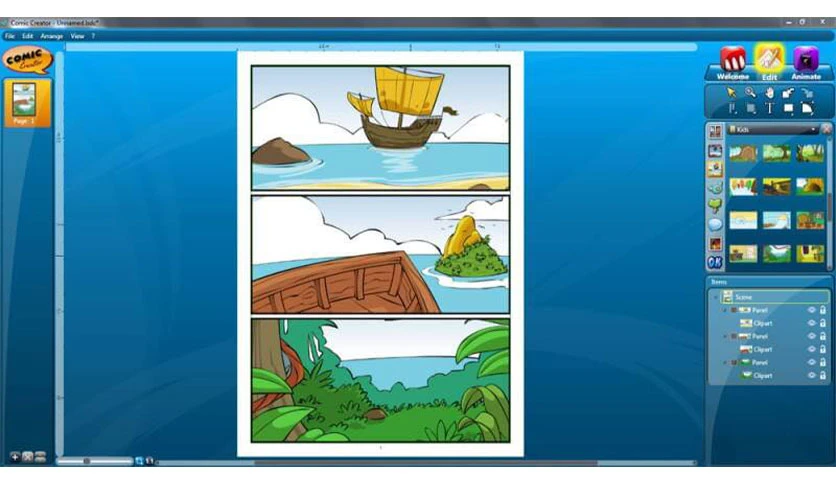 Comic Creator - Unnamed.bdc*
File Edit Arrange View ?
COMIC
Creator
Page 1
Welcome Edit Animate
Kids
OK
Items
Scene
Panel
Clipart
Panel
Clipart
Panel
Clipart